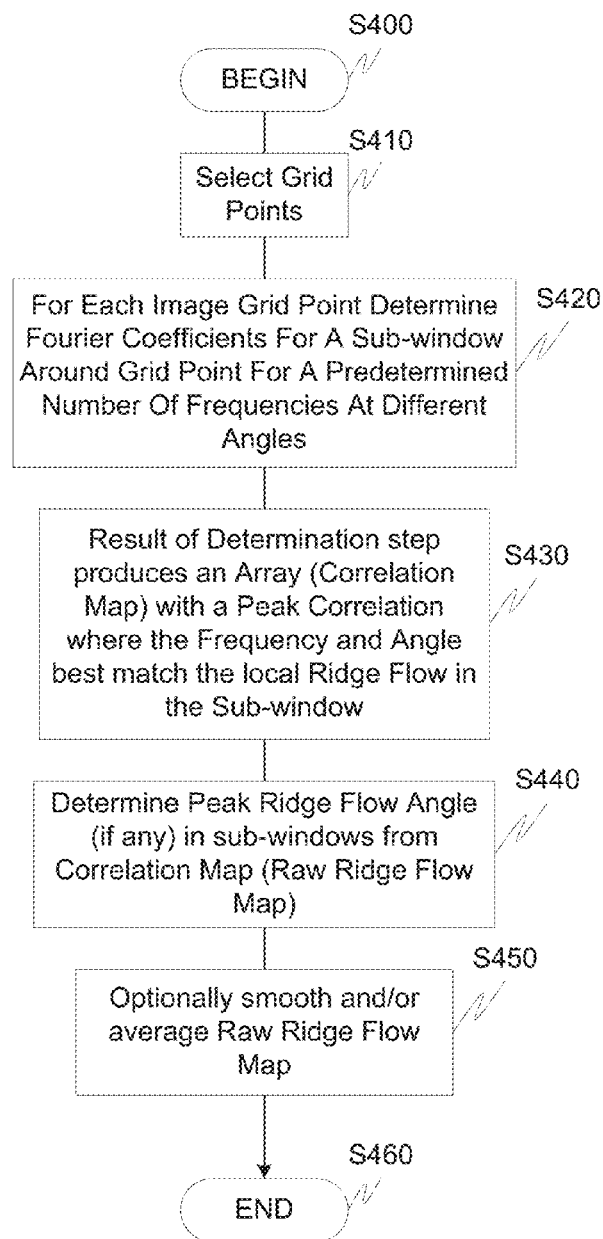 S400
BEGIN
S410
Select Grid
Points
S420
For Each Image Grid Point Determine
Fourier Coefficients For A Sub-window
Around Grid Point For A Predetermined
Number Of Frequencies At Different
Angles
S430
Result of Determination step
produces an Array (Correlation
Map) with a Peak Correlation
where the Frequency and Angle
best match the local Ridge Flow in
the Sub-window
S440
Determine Peak Ridge Flow Angle
(if any) in sub-windows from
Correlation Map (Raw Ridge Flow
Map)
S450
Optionally smooth and/or
average Raw Ridge Flow
Map
S460
END